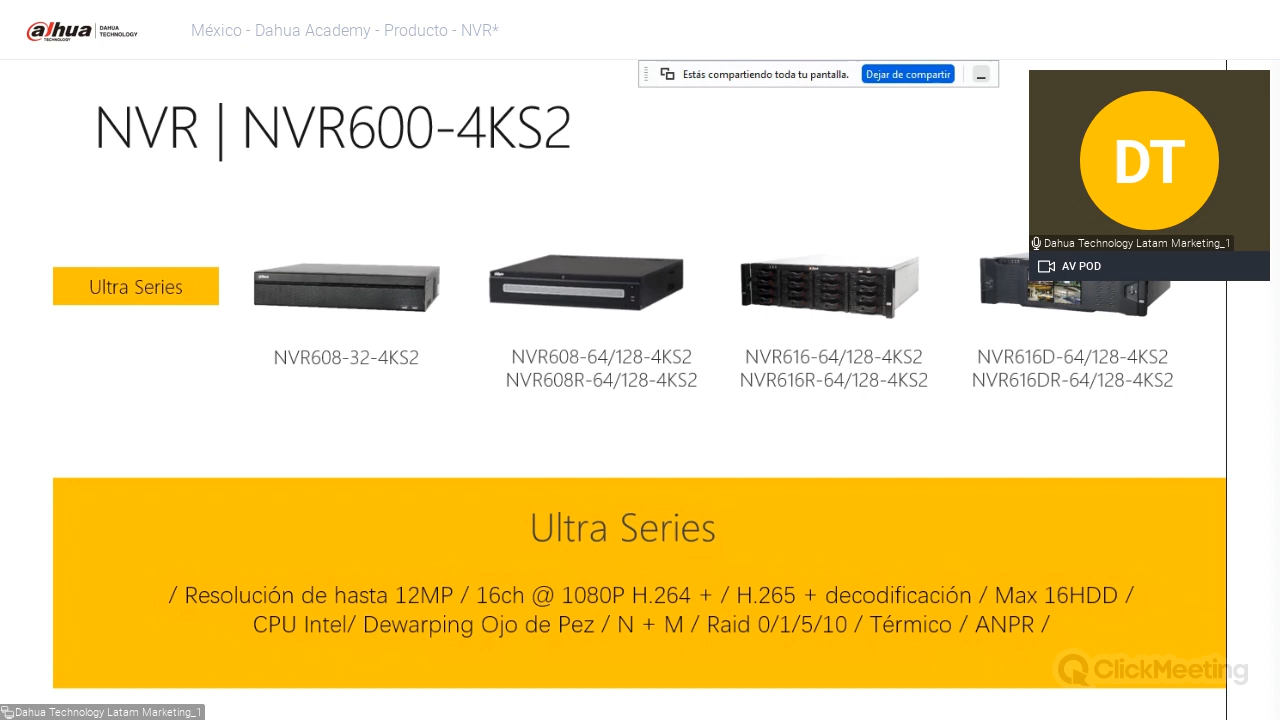 alhua
TECHNOLOGY
DAHUA
TECHNOLOGY
México - Dahua Academy - Producto - NVR*
Estás compartiendo toda tu pantalla.
Dejar de compartir
NVR | NVR600-4KS2
DT
Dahua Technology Latam Marketing_1
AV POD
Ultra Series
NVR608-32-4KS2
NVR608-64/128-4KS2
NVR608R-64/128-4KS2
NVR616-64/128-4KS2
NVR616R-64/128-4KS2
NVR616D-64/128-4KS2
NVR616DR-64/128-4KS2
Ultra Series
/ Resolución de hasta 12MP / 16ch @ 1080P H.264 + / H.265 + decodificación / Max 16HDD /
CPU Intel/ Dewarping Ojo de Pez / N + M / Raid 0/1/5/10 / Térmico / ANPR /
ClickMeeting
Dahua Technology Latam Marketing_1